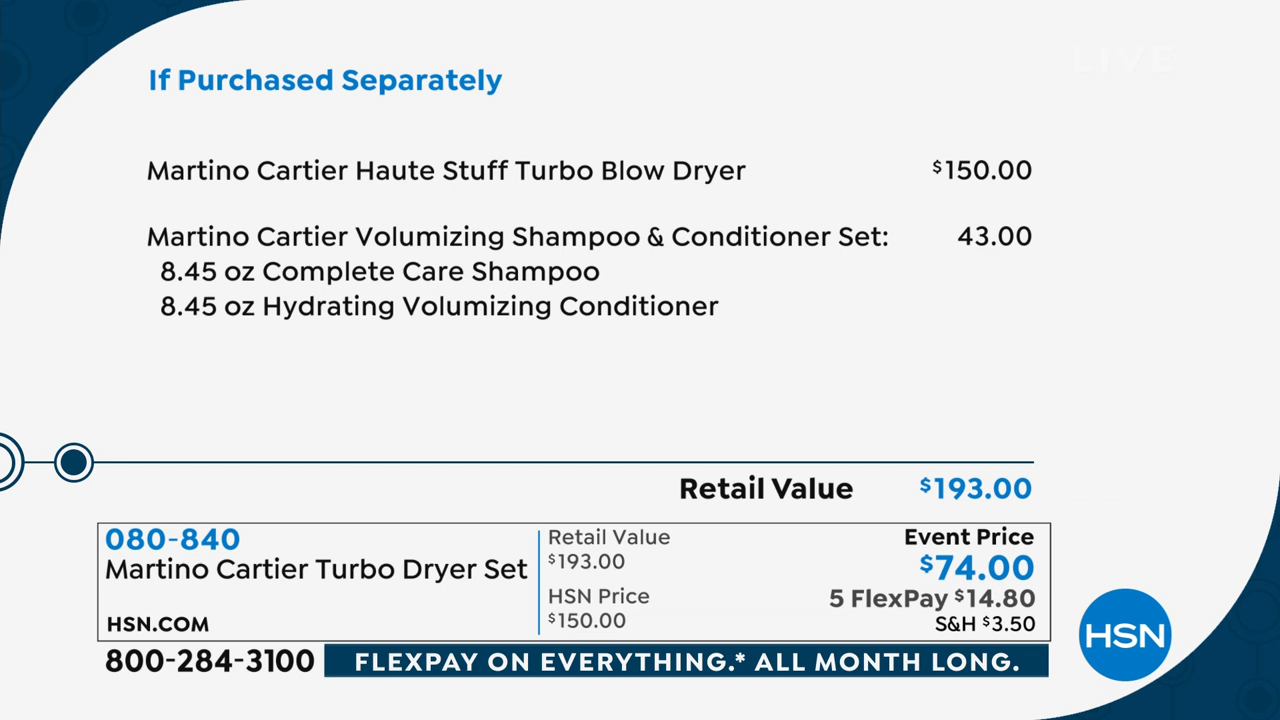 LIVE
If Purchased Separately
Martino Cartier Haute Stuff Turbo Blow Dryer $150.00
Martino Cartier Volumizing Shampoo & Conditioner Set: 43.00
8.45 oz Complete Care Shampoo
8.45 oz Hydrating Volumizing Conditioner
Retail Value $193.00
080-840
Martino Cartier Turbo Dryer Set
HSN.COM
Retail Value
$193.00
HSN Price
$150.00
Event Price
$74.00
5 FlexPay $14.80
S&H $3.50
800-284-3100
FLEXPAY ON EVERYTHING.* ALL MONTH LONG.
HSN